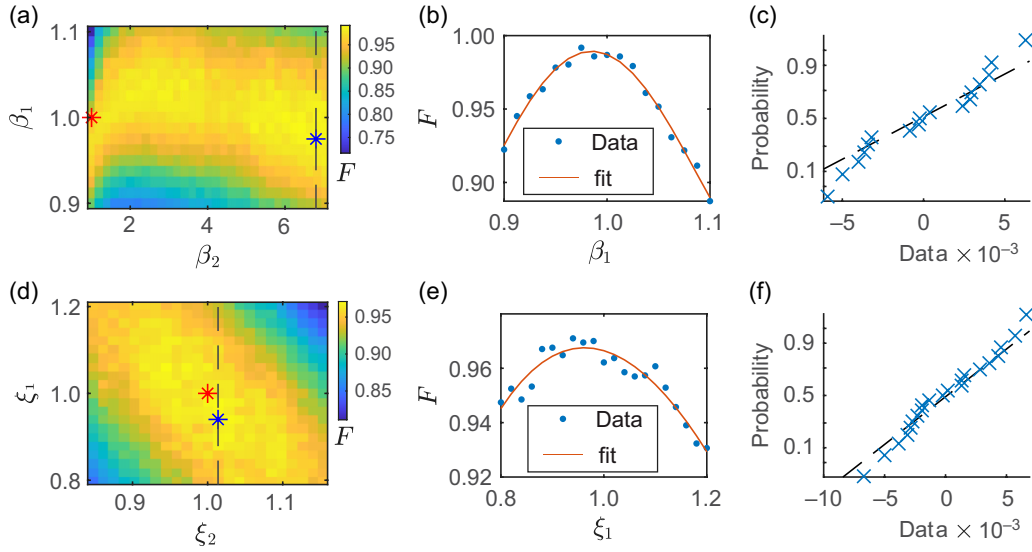 (a)
1.1
1.0
0.9
β₁
2
4
6
β₂
0.95
0.90
0.85
0.80
0.75
F
(b)
1.00
0.95
0.90
F
Data
fit
0.9
1.0
1.1
β₁
(c)
0.9
0.5
0.1
Probability
−5
0
5
Data × 10⁻³
(d)
1.2
1.0
0.8
ξ₁
0.9
1.0
1.1
ξ₂
0.95
0.90
0.85
F
(e)
0.98
0.96
0.94
0.92
F
Data
fit
0.8
1.0
1.2
ξ₁
(f)
0.9
0.5
0.1
Probability
−10
−5
0
5
Data × 10⁻³